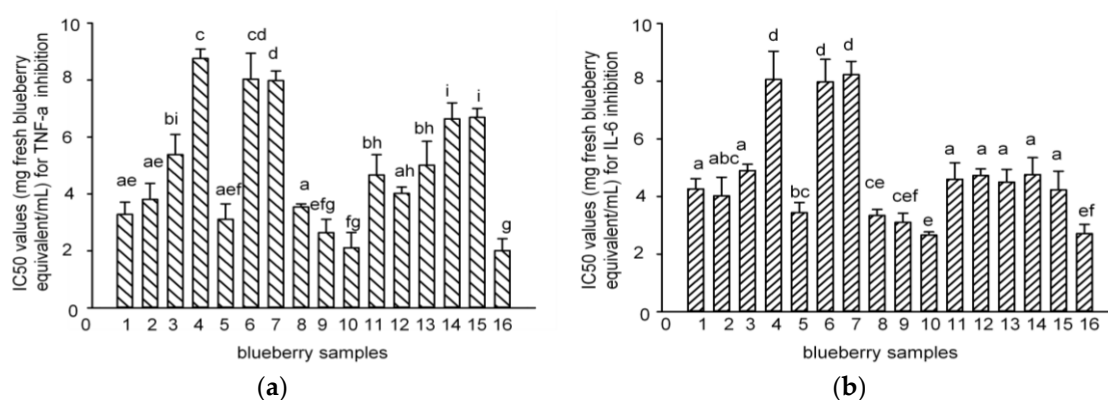 IC50 values (mg fresh blueberry
equivalent/mL) for TNF-a inhibition
10
8
6
4
2
0
ae
ae
bi
c
aef
cd
d
a
efg
fg
bh
ah
bh
i
i
g
0 1 2 3 4 5 6 7 8 9 10 11 12 13 14 15 16
blueberry samples
(a)
IC50 values (mg fresh blueberry
equivalent/mL) for IL-6 inhibition
10
8
6
4
2
0
a
abc
a
d
bc
d
d
ce
cef
e
a
a
a
a
a
ef
0 1 2 3 4 5 6 7 8 9 10 11 12 13 14 15 16
blueberry samples
(b)